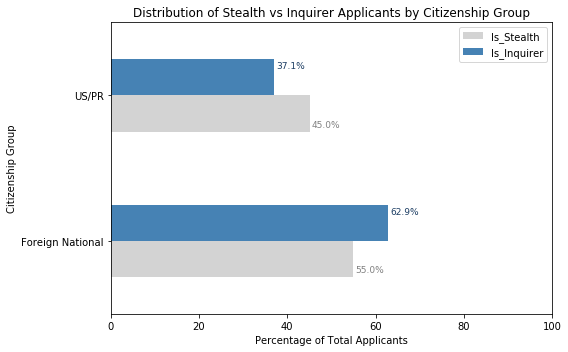 Distribution of Stealth vs Inquirer Applicants by Citizenship Group
Is_Stealth
Is_Inquirer
37.1%
US/PR
45.0%
Citizenship Group
62.9%
Foreign National
55.0%
0 20 40 60 80 100
Percentage of Total Applicants